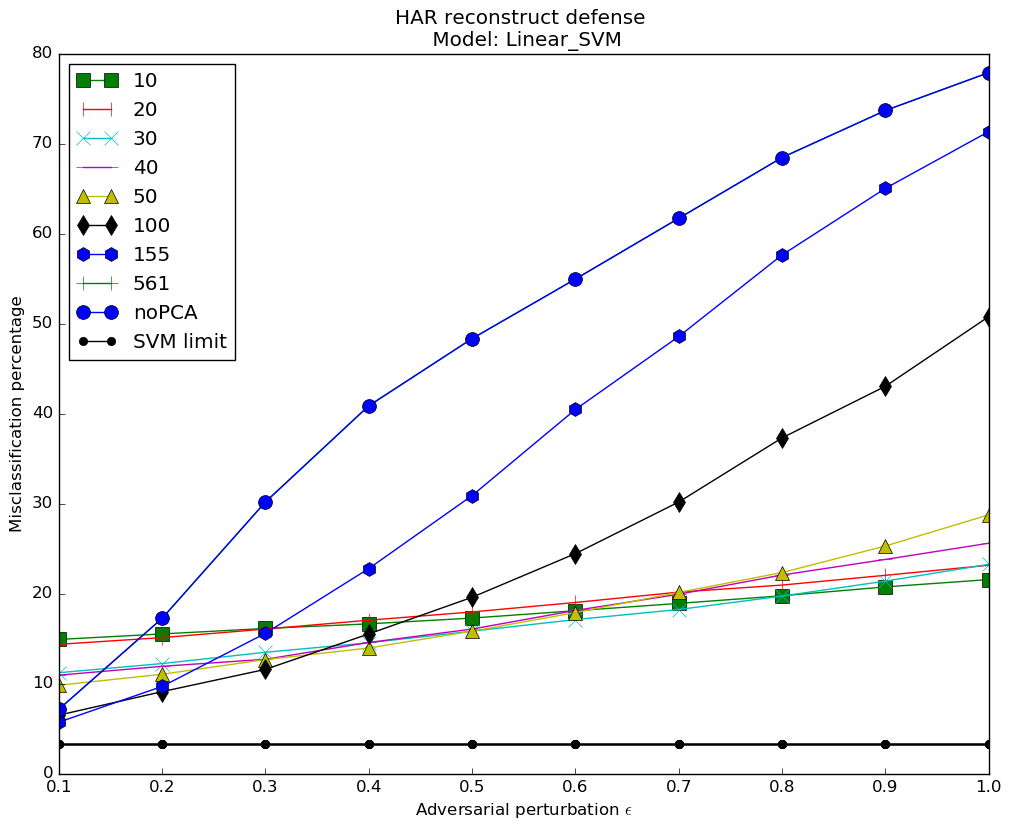 HAR reconstruct defense
Model: Linear_SVM
80
70
60
50
40
30
20
10
0
Misclassification percentage
10
20
30
40
50
100
155
561
noPCA
SVM limit
0.1 0.2 0.3 0.4 0.5 0.6 0.7 0.8 0.9 1.0
Adversarial perturbation ϵ